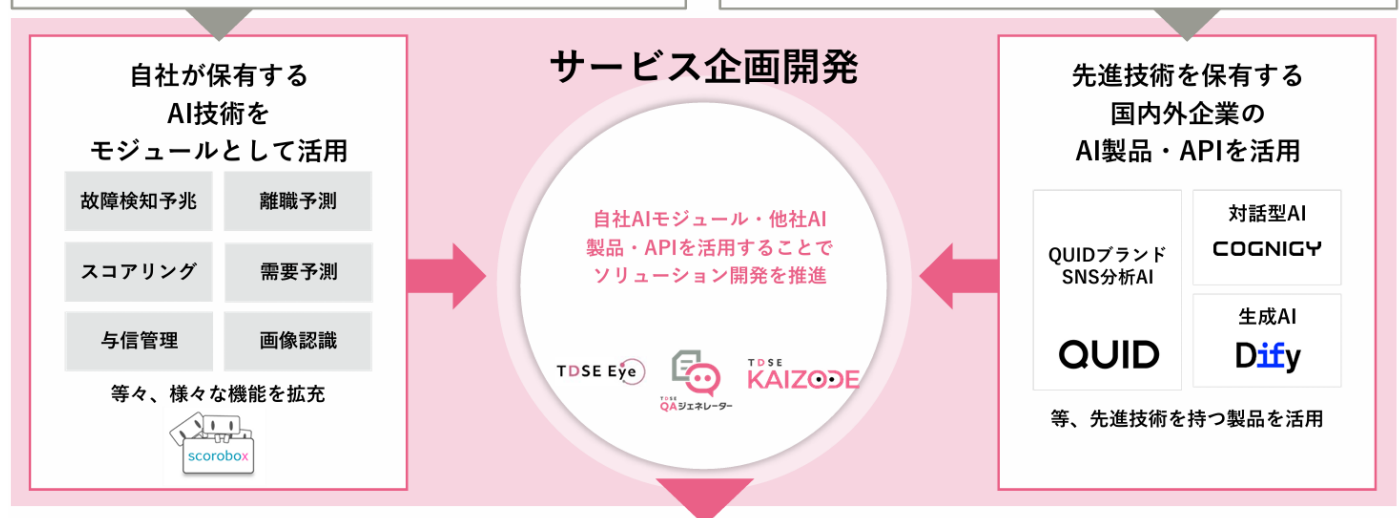 サービス企画開発
自社が保有する
AI技術を
モジュールとして活用
故障検知予兆
離職予測
スコアリング
需要予測
与信管理
画像認識
等々、様々な機能を拡充
scorobox
自社AIモジュール・他社AI
製品・APIを活用することで
ソリューション開発を推進
TDSE Eye
TDSE
QAジェネレーター
TDSE
KAIZODE
先進技術を保有する
国内外企業の
AI製品・APIを活用
QUIDブランド
SNS分析AI
QUID
対話型AI
COGNIGY
生成AI
Dify
等、先進技術を持つ製品を活用